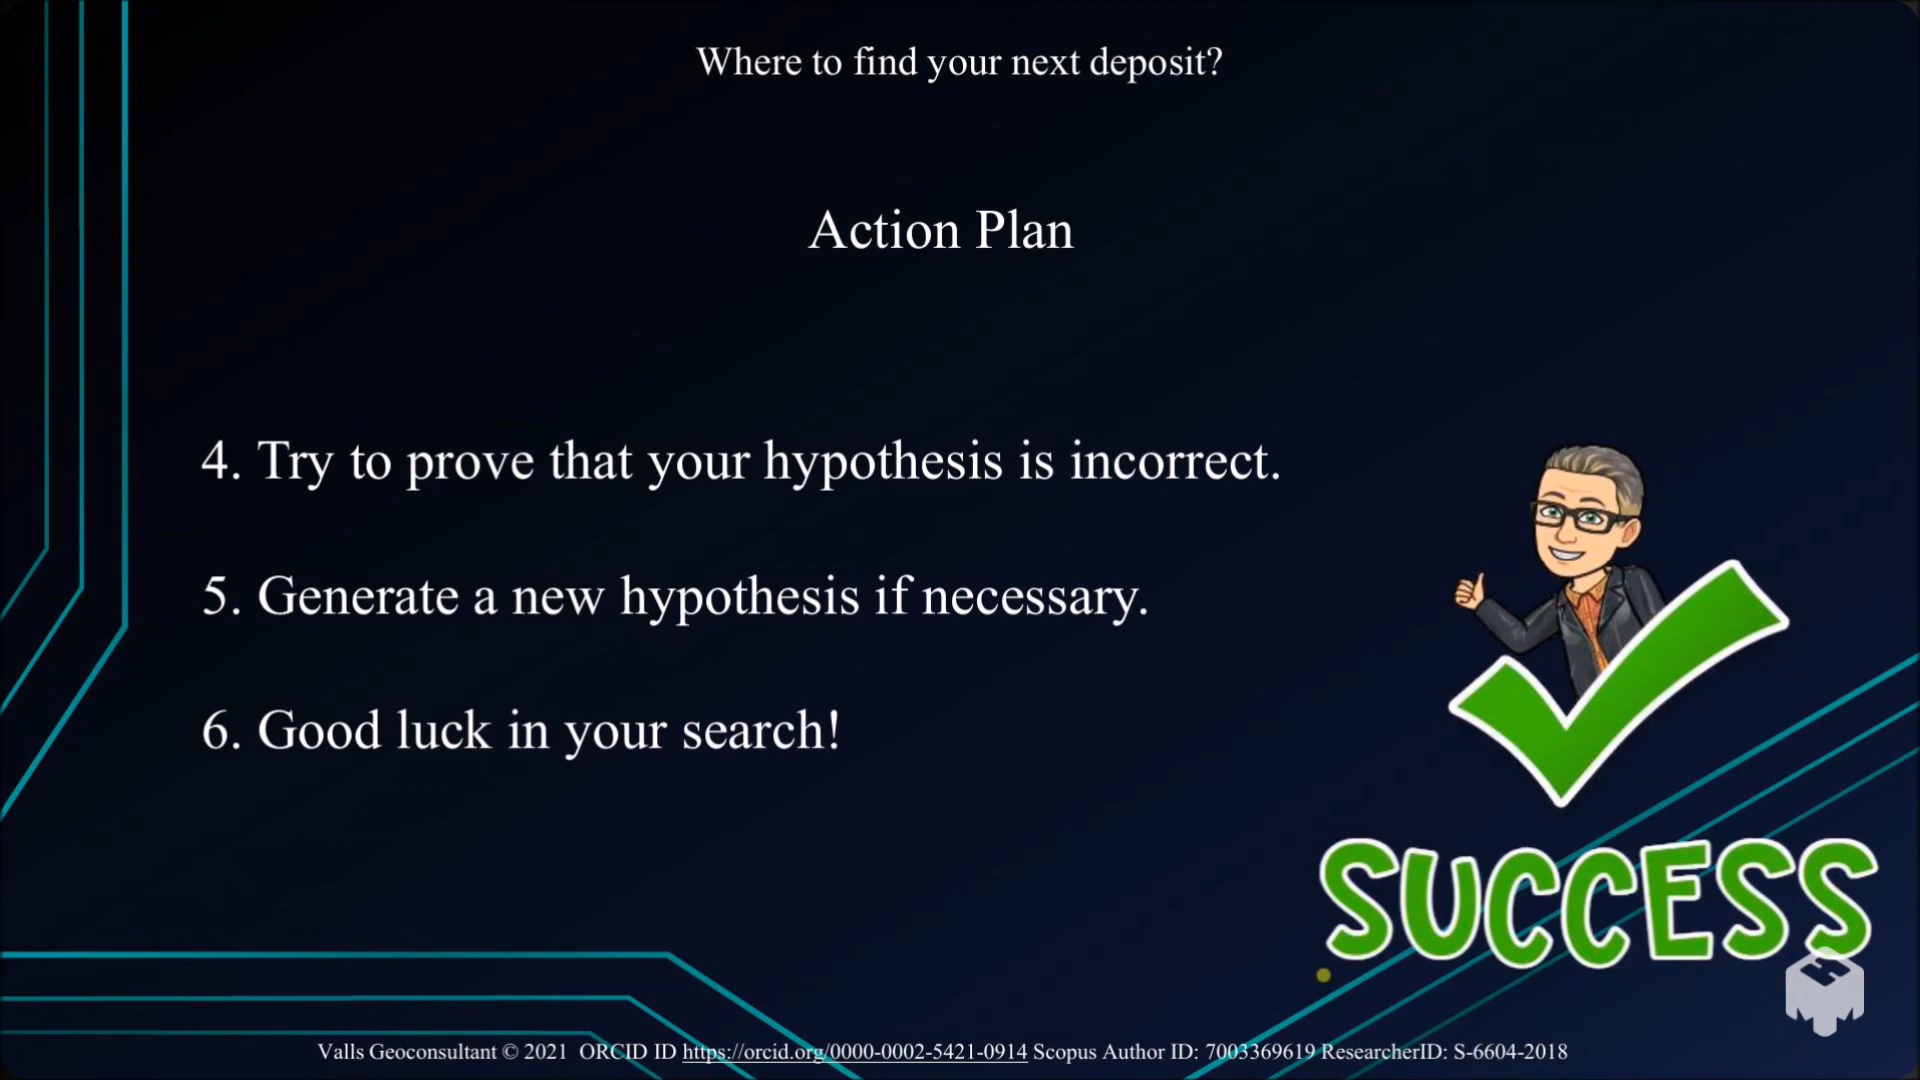 Where to find your next deposit?
Action Plan
4. Try to prove that your hypothesis is incorrect.
5. Generate a new hypothesis if necessary.
6. Good luck in your search!
SUCCESS
Valls Geoconsultant © 2021 ORCID ID https://orcid.org/0000-0002-5421-0914 Scopus Author ID: 7003369619 ResearcherID: S-6604-2018